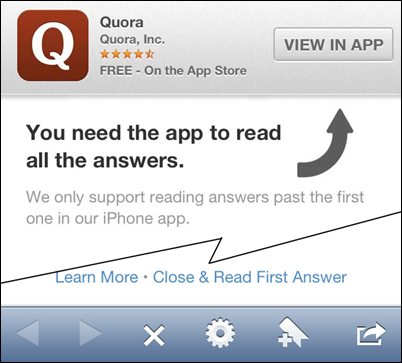 Q
Quora
Quora, Inc.
FREE - On the App Store
VIEW IN APP
You need the app to read
all the answers.
We only support reading answers past the first
one in our iPhone app.
Learn More • Close & Read First Answer